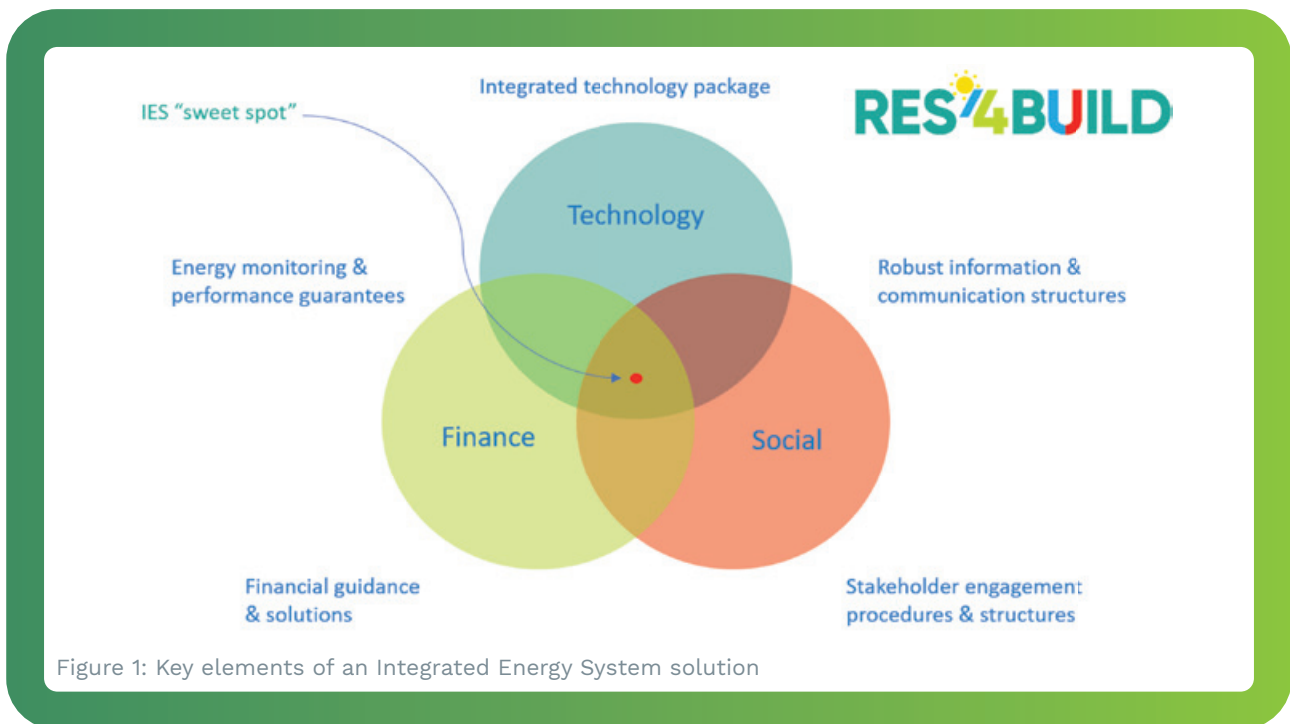 Integrated technology package
IES “sweet spot”
RES4BUILD
Technology
Energy monitoring &
performance guarantees
Robust information &
communication structures
Finance
Social
Financial guidance
& solutions
Stakeholder engagement
procedures & structures
Figure 1: Key elements of an Integrated Energy System solution